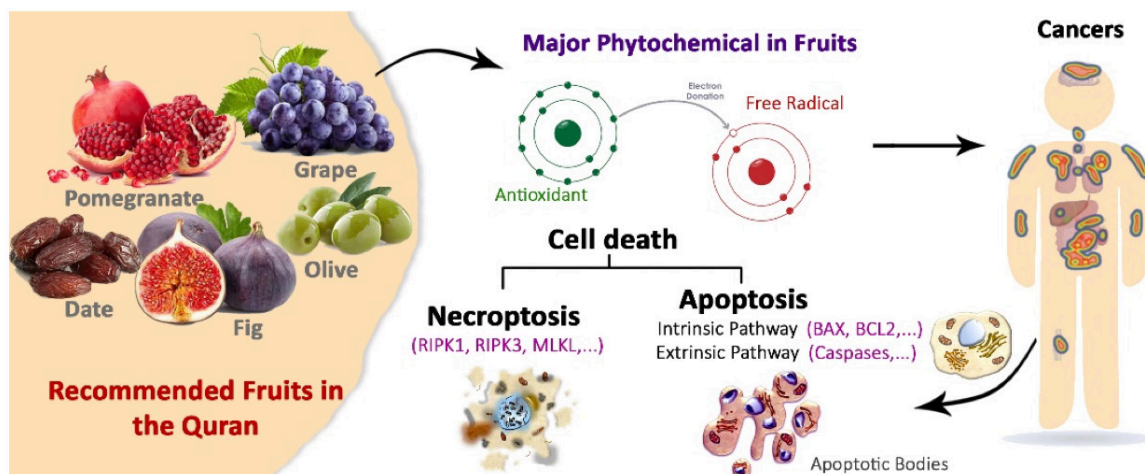 Pomegranate
Grape
Date
Fig
Olive
Recommended Fruits in
the Quran
Major Phytochemical in Fruits
Electron
Donation
Free Radical
Antioxidant
Cancers
Cell death
Necroptosis
(RIPK1, RIPK3, MLKL,...)
Apoptosis
Intrinsic Pathway (BAX, BCL2,...)
Extrinsic Pathway (Caspases,...)
Apoptotic Bodies